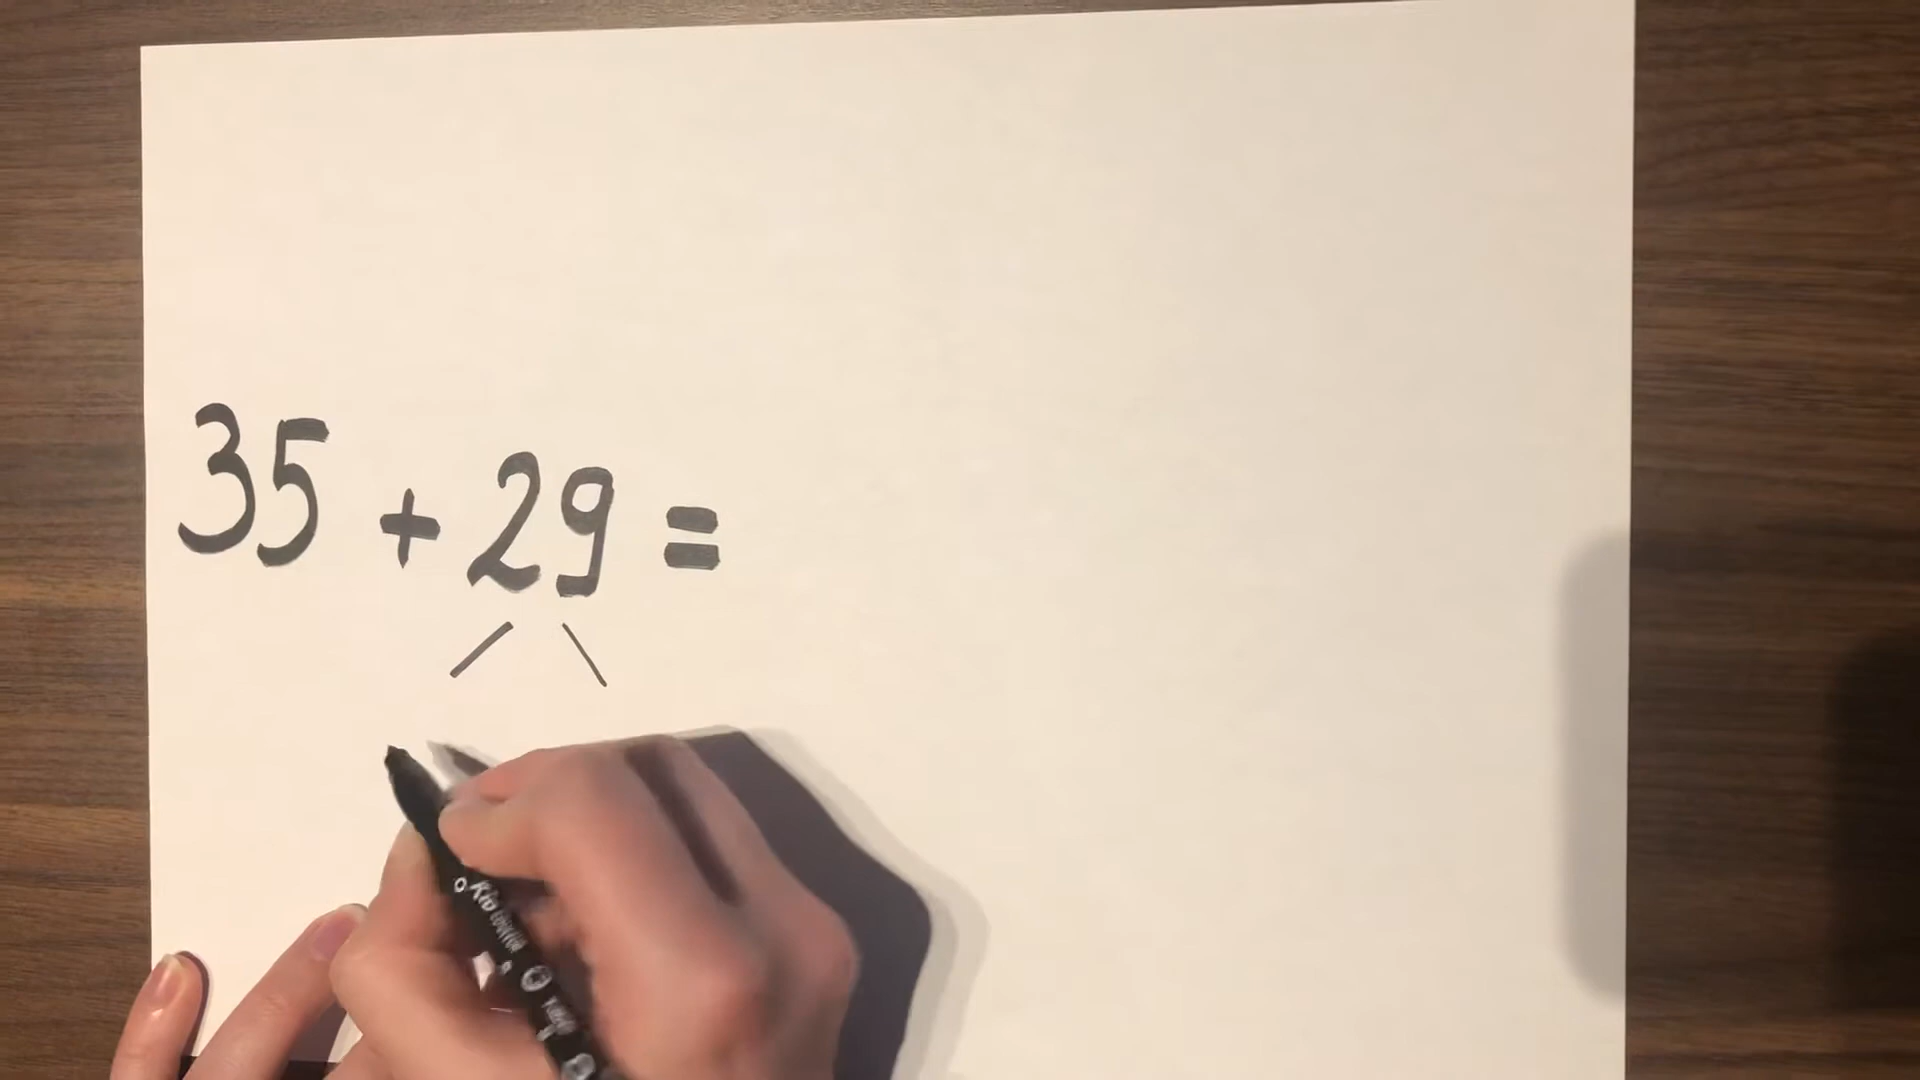 35 + 29 =